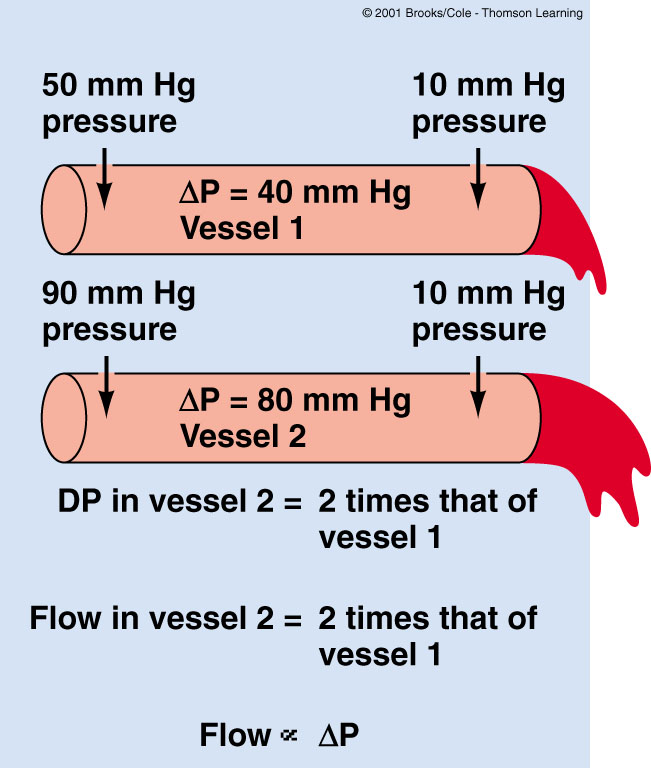 © 2001 Brooks/Cole - Thomson Learning
50 mm Hg
pressure
10 mm Hg
pressure
ΔP = 40 mm Hg
Vessel 1
90 mm Hg
pressure
10 mm Hg
pressure
ΔP = 80 mm Hg
Vessel 2
DP in vessel 2 = 2 times that of
vessel 1
Flow in vessel 2 = 2 times that of
vessel 1
Flow ∝ ΔP